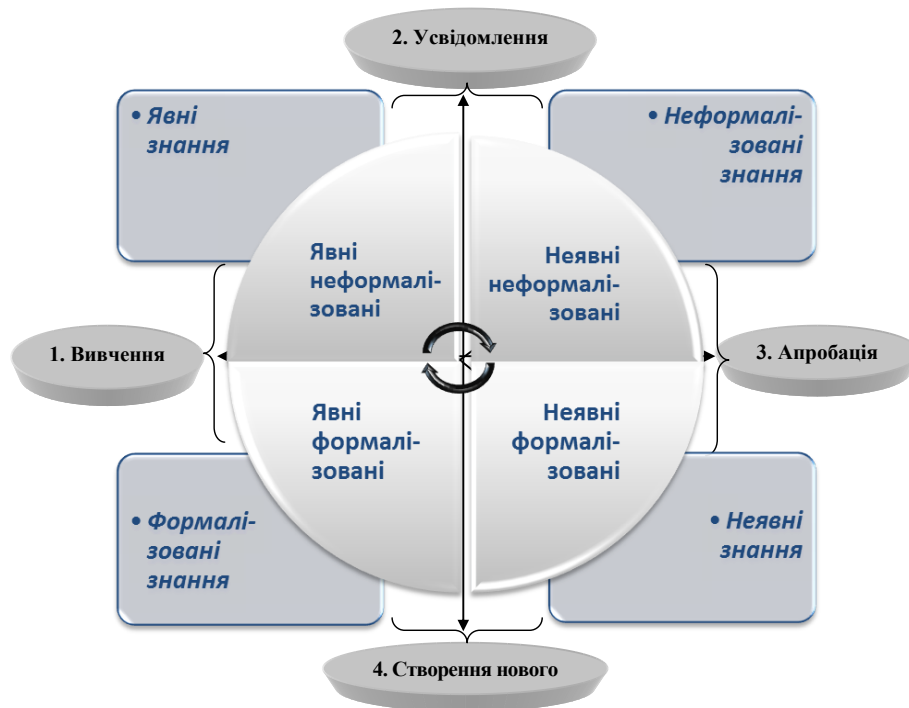 2. Усвідомлення
• Явні
знання
• Неформалі-
зовані
знання
Явні
неформалі-
зовані
Неявні
неформалі-
зовані
1. Вивчення
3. Апробація
Явні
формалі-
зовані
Неявні
формалі-
зовані
• Формалі-
зовані
знання
• Неявні
знання
4. Створення нового